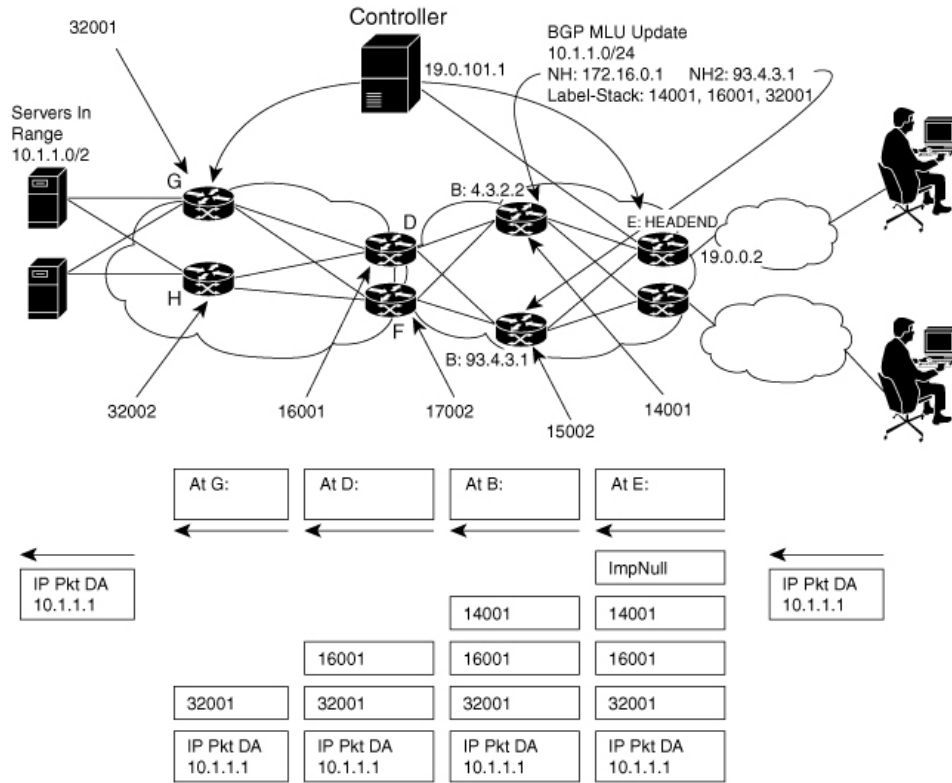 Controller
32001
BGP MLU Update
10.1.1.0/24
NH: 172.16.0.1 NH2: 93.4.3.1
Label-Stack: 14001, 16001, 32001
19.0.101.1
Servers In
Range
10.1.1.0/2
G
B: 4.3.2.2
D
E: HEADEND
19.0.0.2
H
F
B: 93.4.3.1
32002
16001
17002
15002
14001
At G:
At D:
At B:
At E:
ImpNull
IP Pkt DA
10.1.1.1
14001
14001
IP Pkt DA
10.1.1.1
16001
16001
16001
32001
32001
32001
32001
IP Pkt DA
10.1.1.1
IP Pkt DA
10.1.1.1
IP Pkt DA
10.1.1.1
IP Pkt DA
10.1.1.1